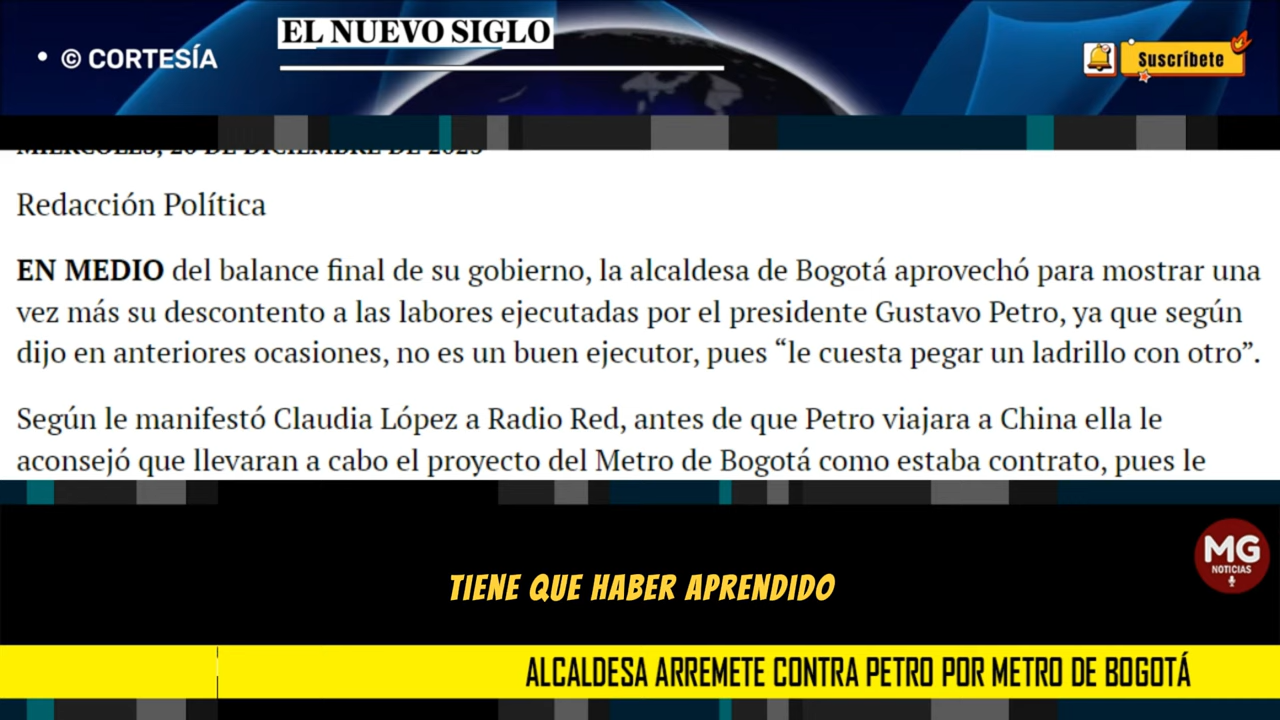 • © CORTESÍA
EL NUEVO SIGLO
Suscríbete
Redacción Política
EN MEDIO del balance final de su gobierno, la alcaldesa de Bogotá aprovechó para mostrar una
vez más su descontento a las labores ejecutadas por el presidente Gustavo Petro, ya que según
dijo en anteriores ocasiones, no es un buen ejecutor, pues “le cuesta pegar un ladrillo con otro”.
Según le manifestó Claudia López a Radio Red, antes de que Petro viajara a China ella le
aconsejó que llevaran a cabo el proyecto del Metro de Bogotá como estaba contrato, pues le
MG
NOTICIAS
TIENE QUE HABER APRENDIDO
ALCALDESA ARREMETE CONTRA PETRO POR METRO DE BOGOTÁ